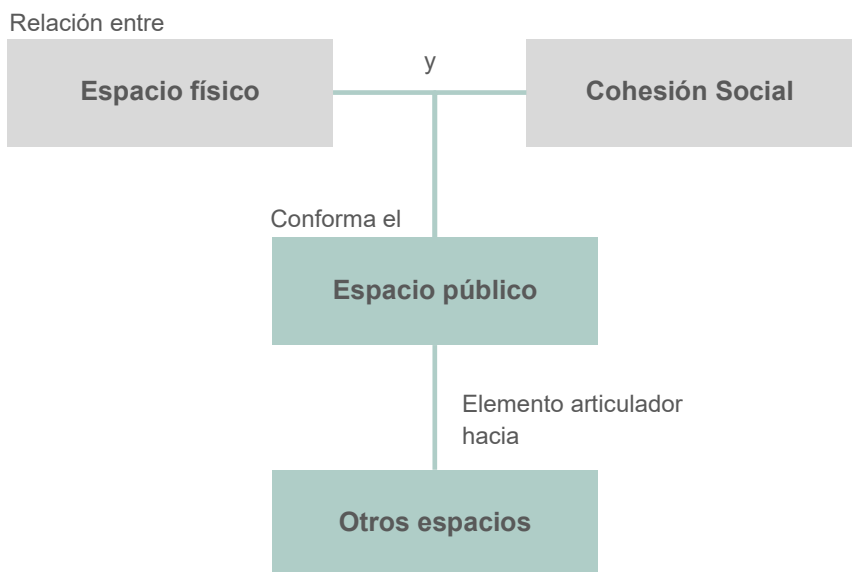 Relación entre
Espacio físico
y
Cohesión Social
Conforma el
Espacio público
Elemento articulador
hacia
Otros espacios